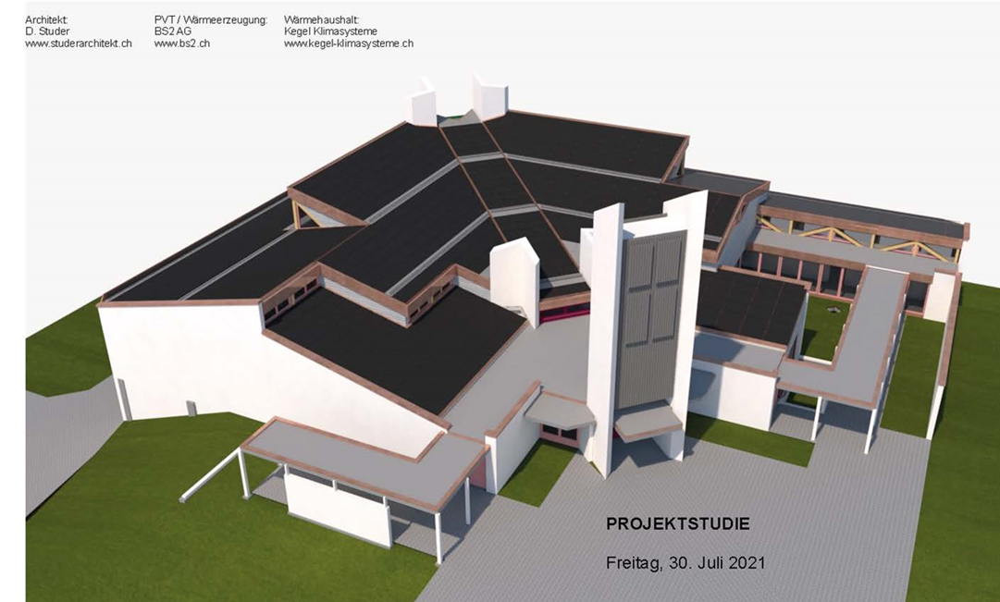 Architekt:
D. Studer
www.studerarchitekt.ch
PVT / Wärmeerzeugung:
BS2 AG
www.bs2.ch
Wärmehaushalt:
Kegel Klimasysteme
www.kegel-klimasysteme.ch
PROJEKTSTUDIE
Freitag, 30. Juli 2021